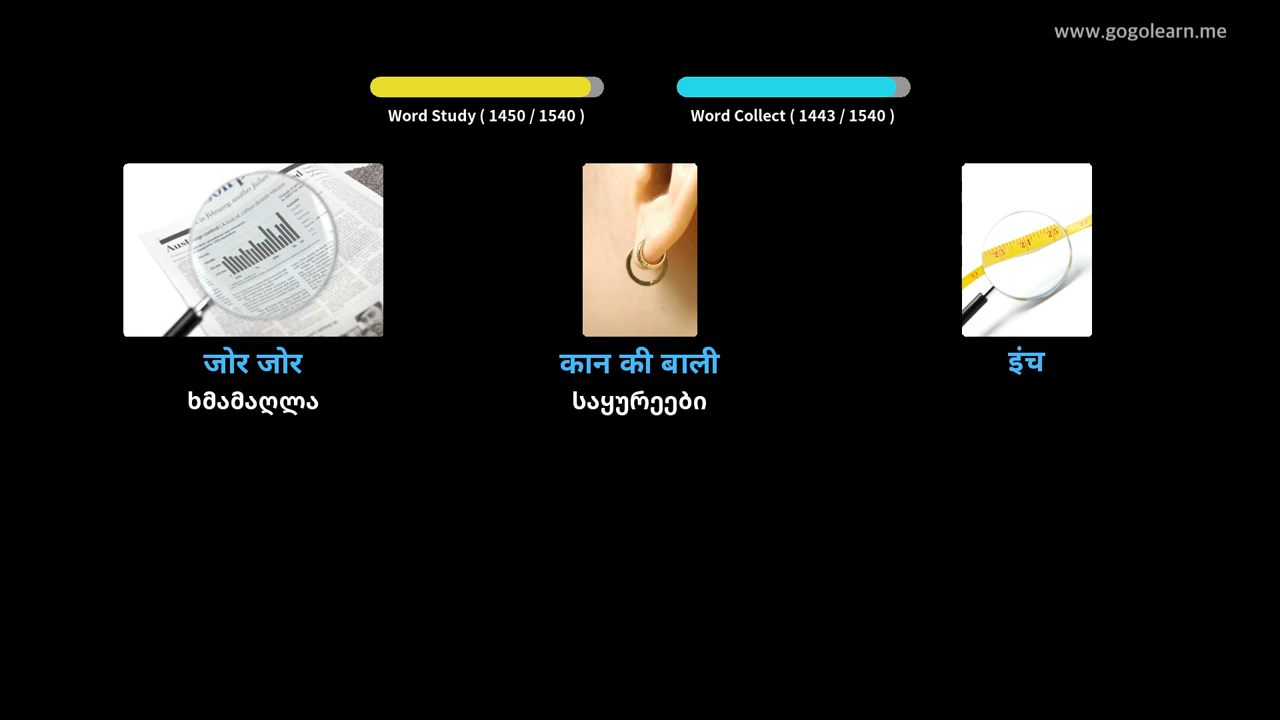 www.gogolearn.me
Word Study ( 1450 / 1540 )
Word Collect ( 1443 / 1540 )
जोर जोर
कान की बाली
इंच
ხმამაღლა
საყურეები